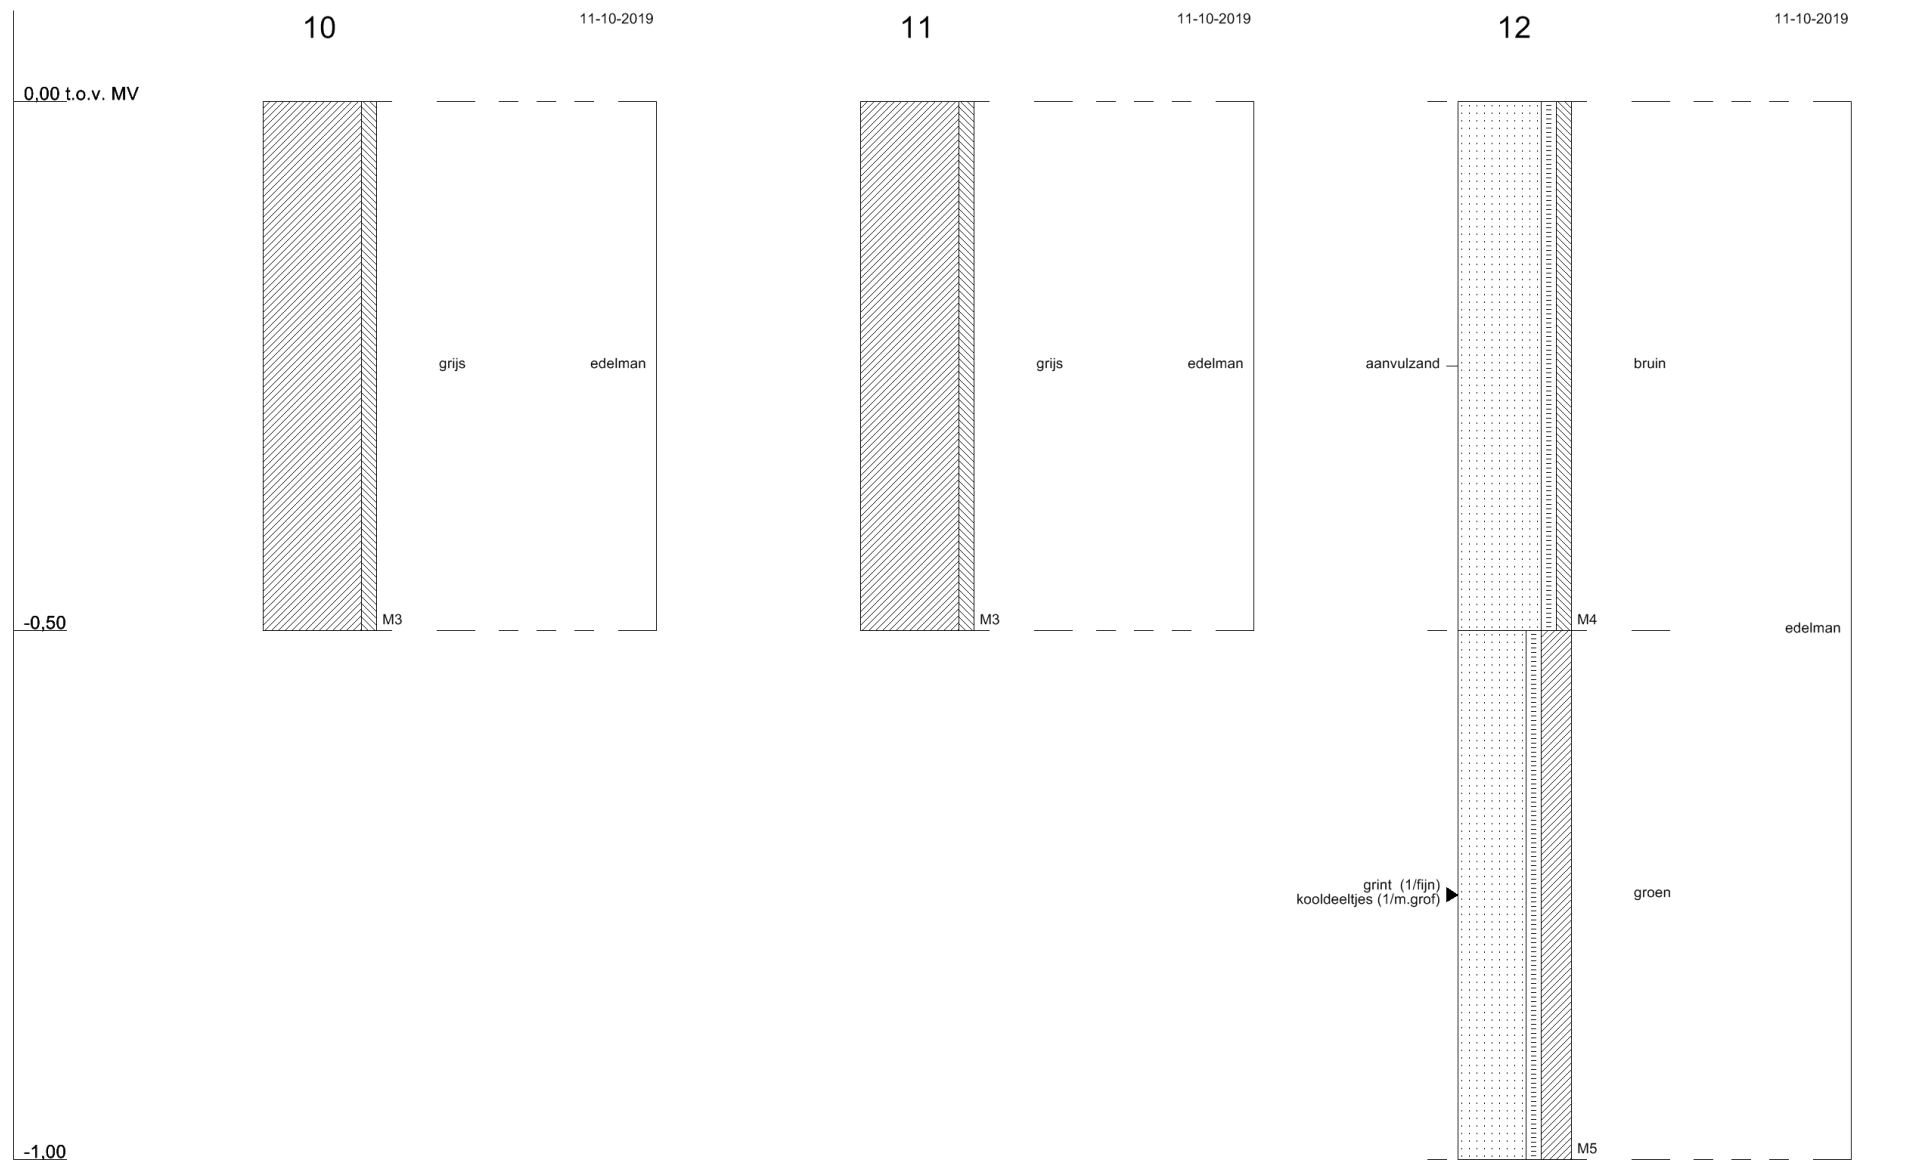 10
11-10-2019
11
11-10-2019
12
11-10-2019
0,00 t.o.v. MV
grijs
edelman
grijs
edelman
aanvulzand
bruin
-0,50
M3
M3
M4
edelman
grint  (1/fijn)
kooldeeltjes (1/m.grof)
groen
-1,00
M5